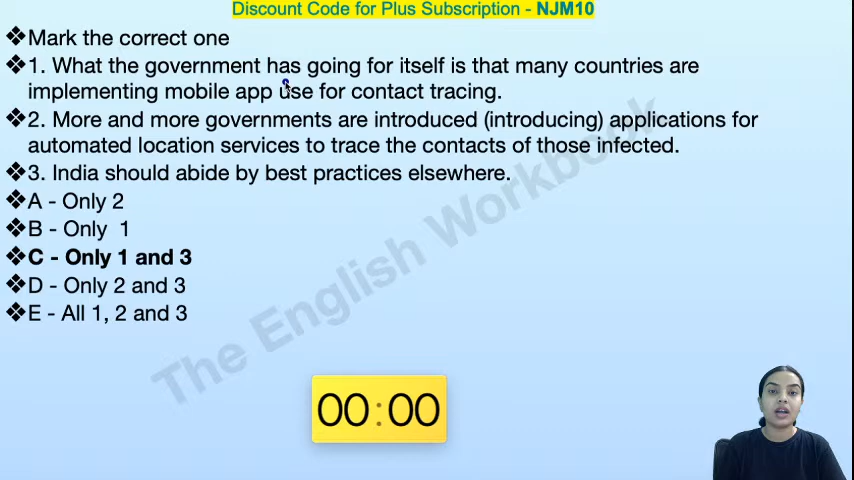 Discount Code for Plus Subscription - NJM10
❖Mark the correct one
❖1. What the government has going for itself is that many countries are
implementing mobile app use for contact tracing.
❖2. More and more governments are introduced (introducing) applications for
automated location services to trace the contacts of those infected.
❖3. India should abide by best practices elsewhere.
❖A - Only 2
❖B - Only  1
❖C - Only 1 and 3
❖D - Only 2 and 3
❖E - All 1, 2 and 3
The English Workbook
00:00